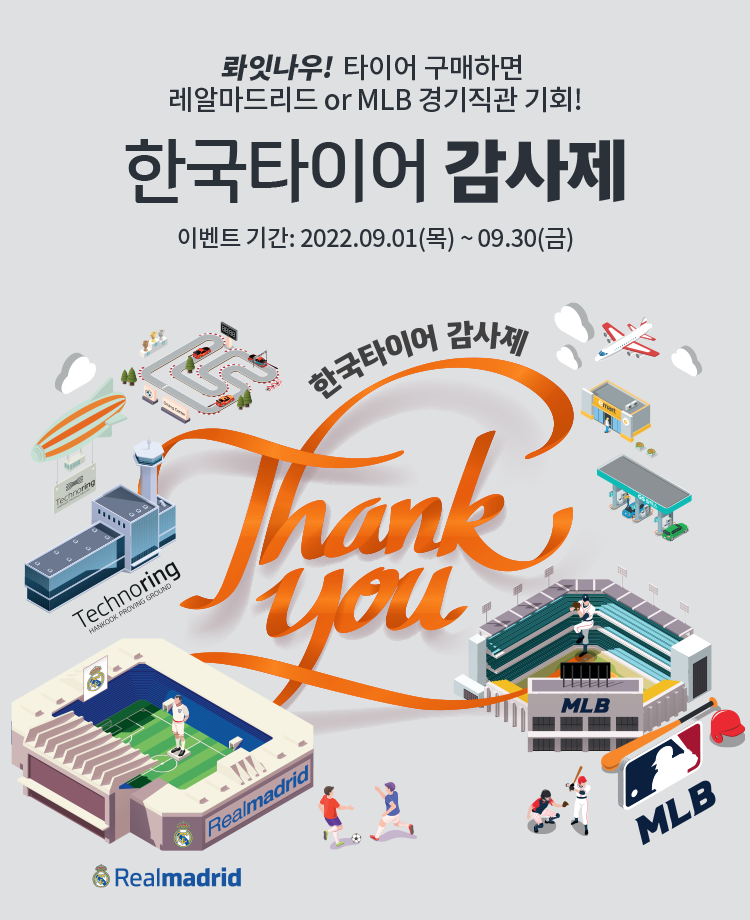 롸잇나우! 타이어 구매하면
레알마드리드 or MLB 경기직관 기회!
한국타이어 감사제
이벤트 기간: 2022.09.01(목) ~ 09.30(금)
한국타이어 감사제
Thank
you
Technoring
Technoring
HANKOOK PROVING GROUND
MLB
Realmadrid
MLB
Realmadrid